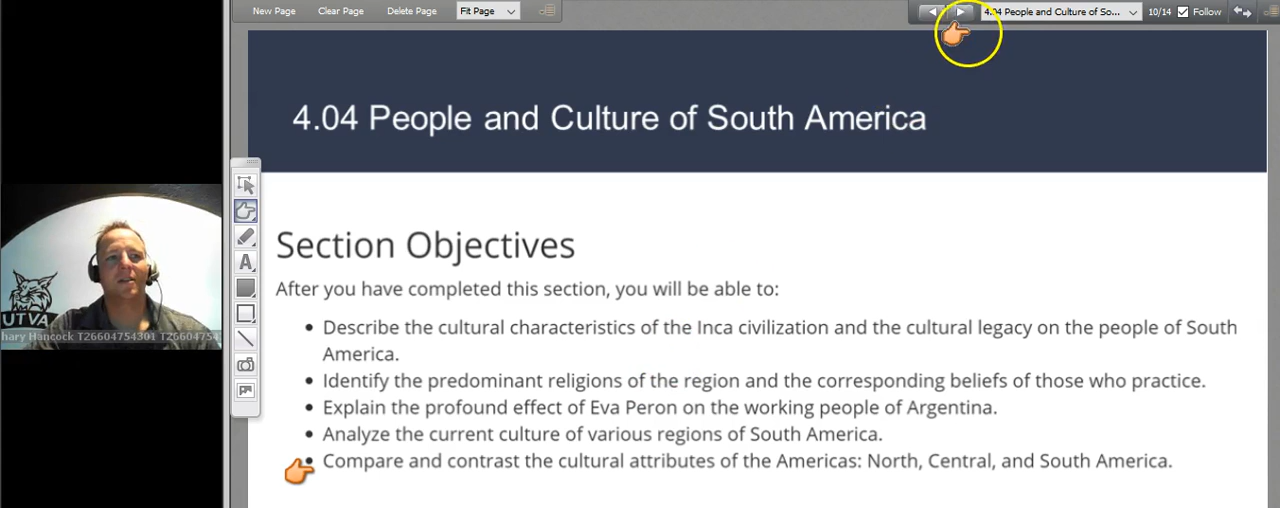 New Page Clear Page Delete Page Fit Page
4.04 People and Culture of So... 10/14 Follow
4.04 People and Culture of South America
Section Objectives
After you have completed this section, you will be able to:
• Describe the cultural characteristics of the Inca civilization and the cultural legacy on the people of South
America.
• Identify the predominant religions of the region and the corresponding beliefs of those who practice.
• Explain the profound effect of Eva Peron on the working people of Argentina.
• Analyze the current culture of various regions of South America.
• Compare and contrast the cultural attributes of the Americas: North, Central, and South America.
A
UTVA
hary Hancock T26604754301 T26604754